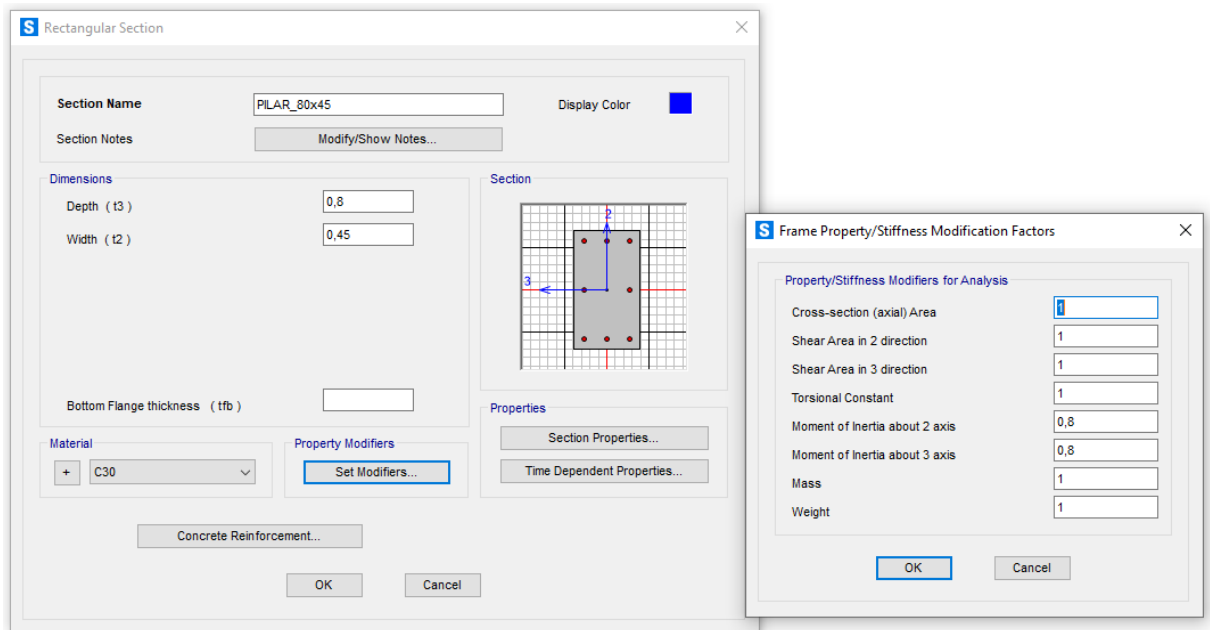 S Rectangular Section
Section Name PILAR_80x45 Display Color
Section Notes Modify/Show Notes...
Dimensions
Depth ( t3 ) 0,8
Width ( t2 ) 0,45
Bottom Flange thickness ( tfb )
Section
2
3
Material
+ C30
Property Modifiers
Set Modifiers...
Properties
Section Properties...
Time Dependent Properties...
Concrete Reinforcement...
OK Cancel
S Frame Property/Stiffness Modification Factors
Property/Stiffness Modifiers for Analysis
Cross-section (axial) Area 1
Shear Area in 2 direction 1
Shear Area in 3 direction 1
Torsional Constant 1
Moment of Inertia about 2 axis 0,8
Moment of Inertia about 3 axis 0,8
Mass 1
Weight 1
OK Cancel